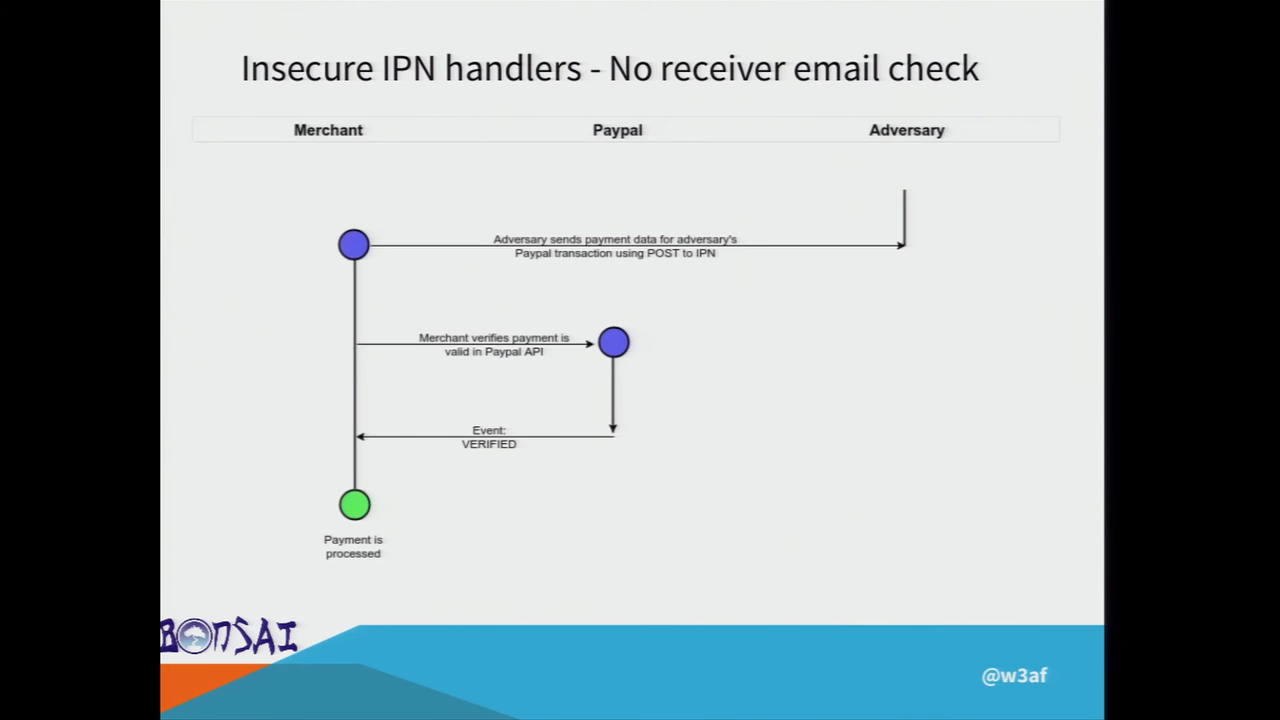 Insecure IPN handlers - No receiver email check
Merchant
Paypal
Adversary
Adversary sends payment data for adversary's
Paypal transaction using POST to IPN
Merchant verifies payment is
valid in Paypal API
Event:
VERIFIED
Payment is
processed
BONSAI
@w3af